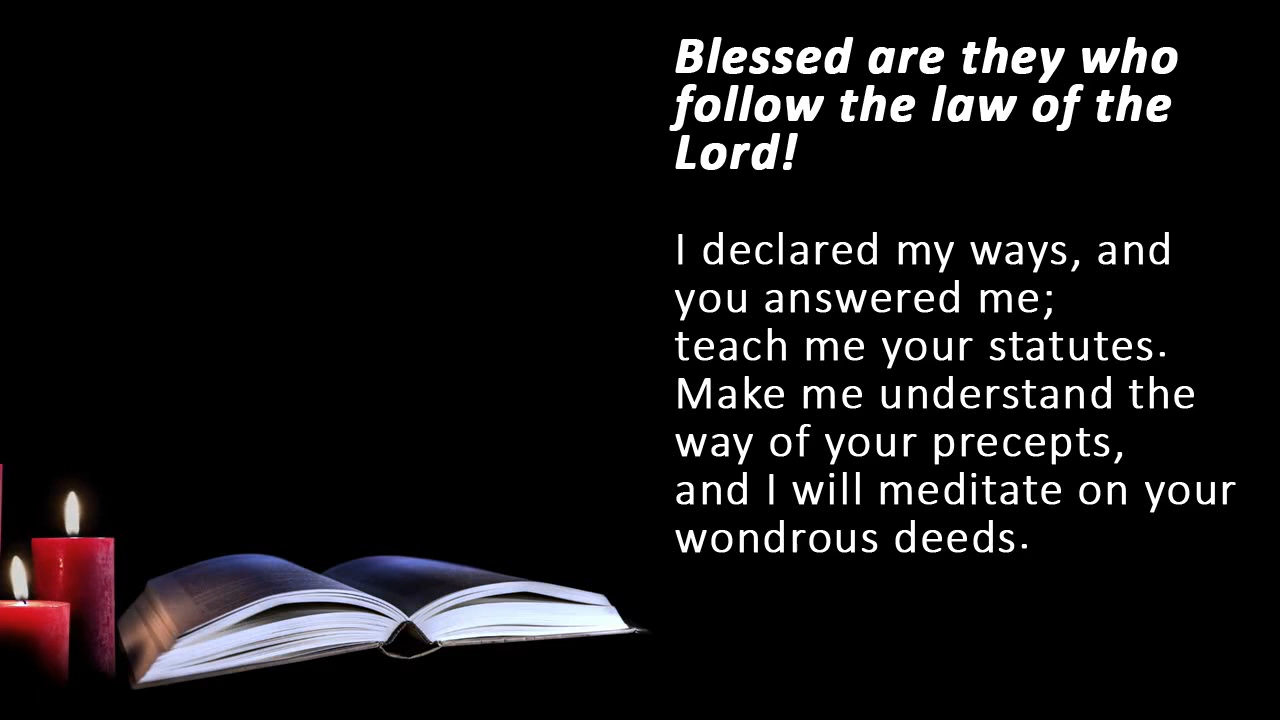 Blessed are they who
follow the law of the
Lord!
I declared my ways, and
you answered me;
teach me your statutes.
Make me understand the
way of your precepts,
and I will meditate on your
wondrous deeds.